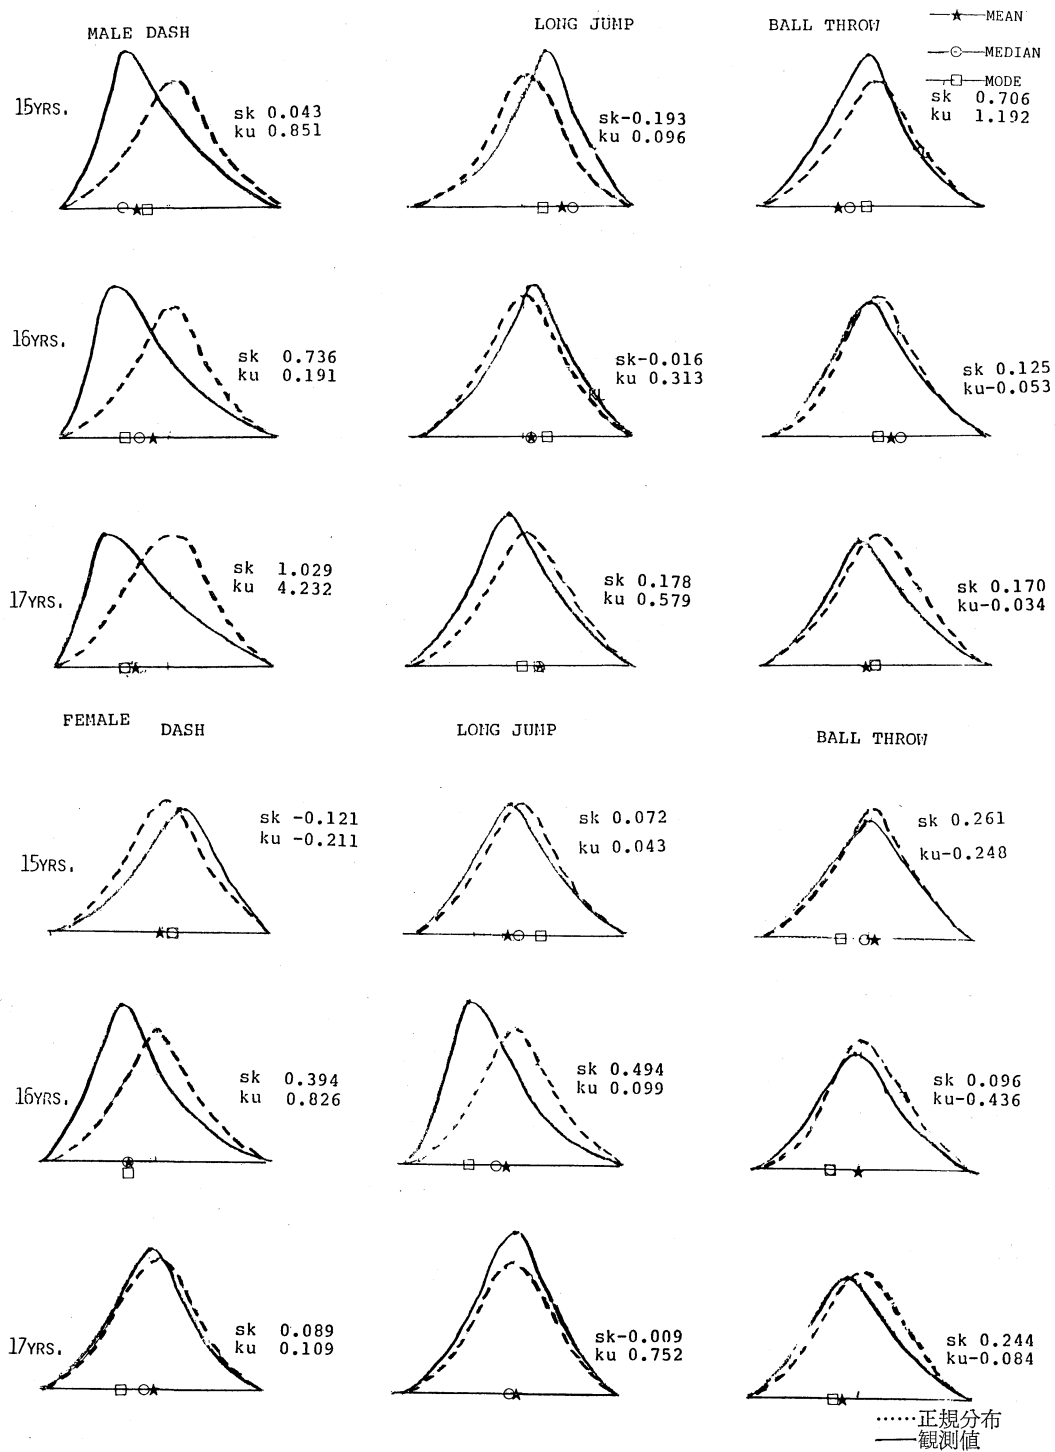 MALE DASH
LONG JUMP
BALL THROW
MEAN
MEDIAN
MODE
15YRS.
sk 0.043
ku 0.851
sk-0.193
ku 0.096
sk 0.706
ku 1.192
16YRS.
sk 0.736
ku 0.191
sk-0.016
ku 0.313
sk 0.125
ku-0.053
17YRS.
sk 1.029
ku 4.232
sk 0.178
ku 0.579
sk 0.170
ku-0.034
FEMALE DASH
LONG JUMP
BALL THROW
15YRS.
sk -0.121
ku -0.211
sk 0.072
ku 0.043
sk 0.261
ku-0.248
16YRS.
sk 0.394
ku 0.826
sk 0.494
ku 0.099
sk 0.096
ku-0.436
17YRS.
sk 0.089
ku 0.109
sk-0.009
ku 0.752
sk 0.244
ku-0.084
正規分布
観測値